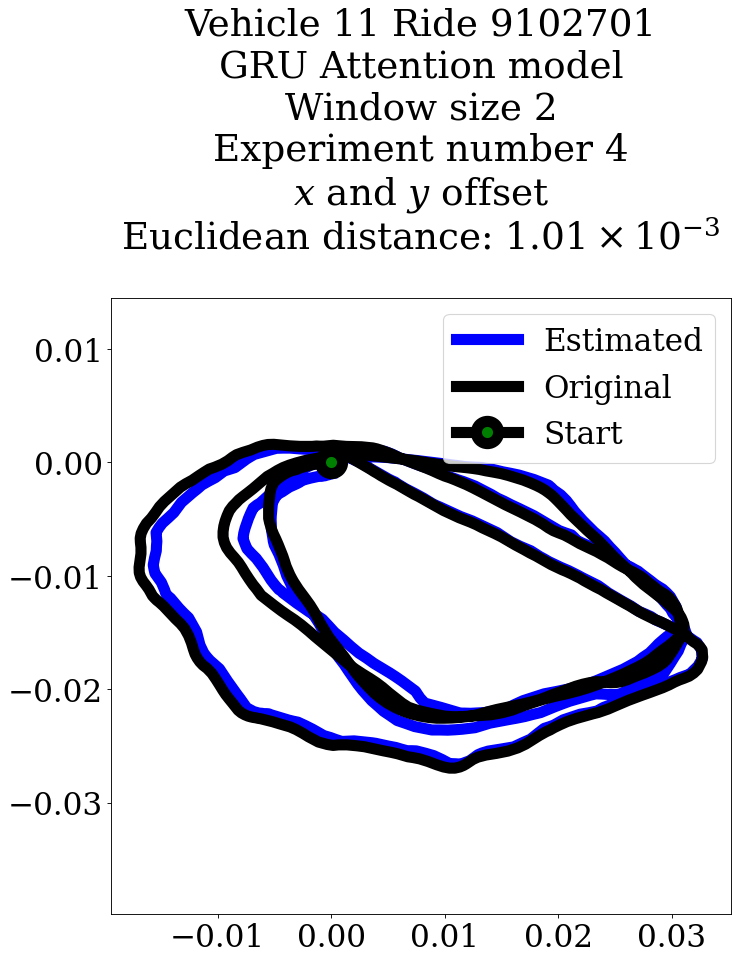 Vehicle 11 Ride 9102701
GRU Attention model
Window size 2
Experiment number 4
x and y offset
Euclidean distance: 1.01 × 10⁻³
Estimated
Original
Start
0.01
0.00
−0.01
−0.02
−0.03
−0.01 0.00 0.01 0.02 0.03